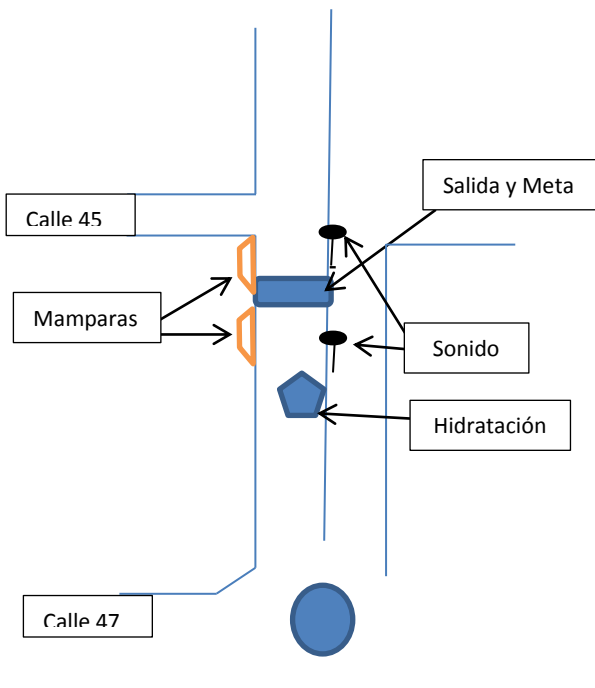 Salida y Meta
Calle 45
Mamparas
Sonido
Hidratación
Calle 47